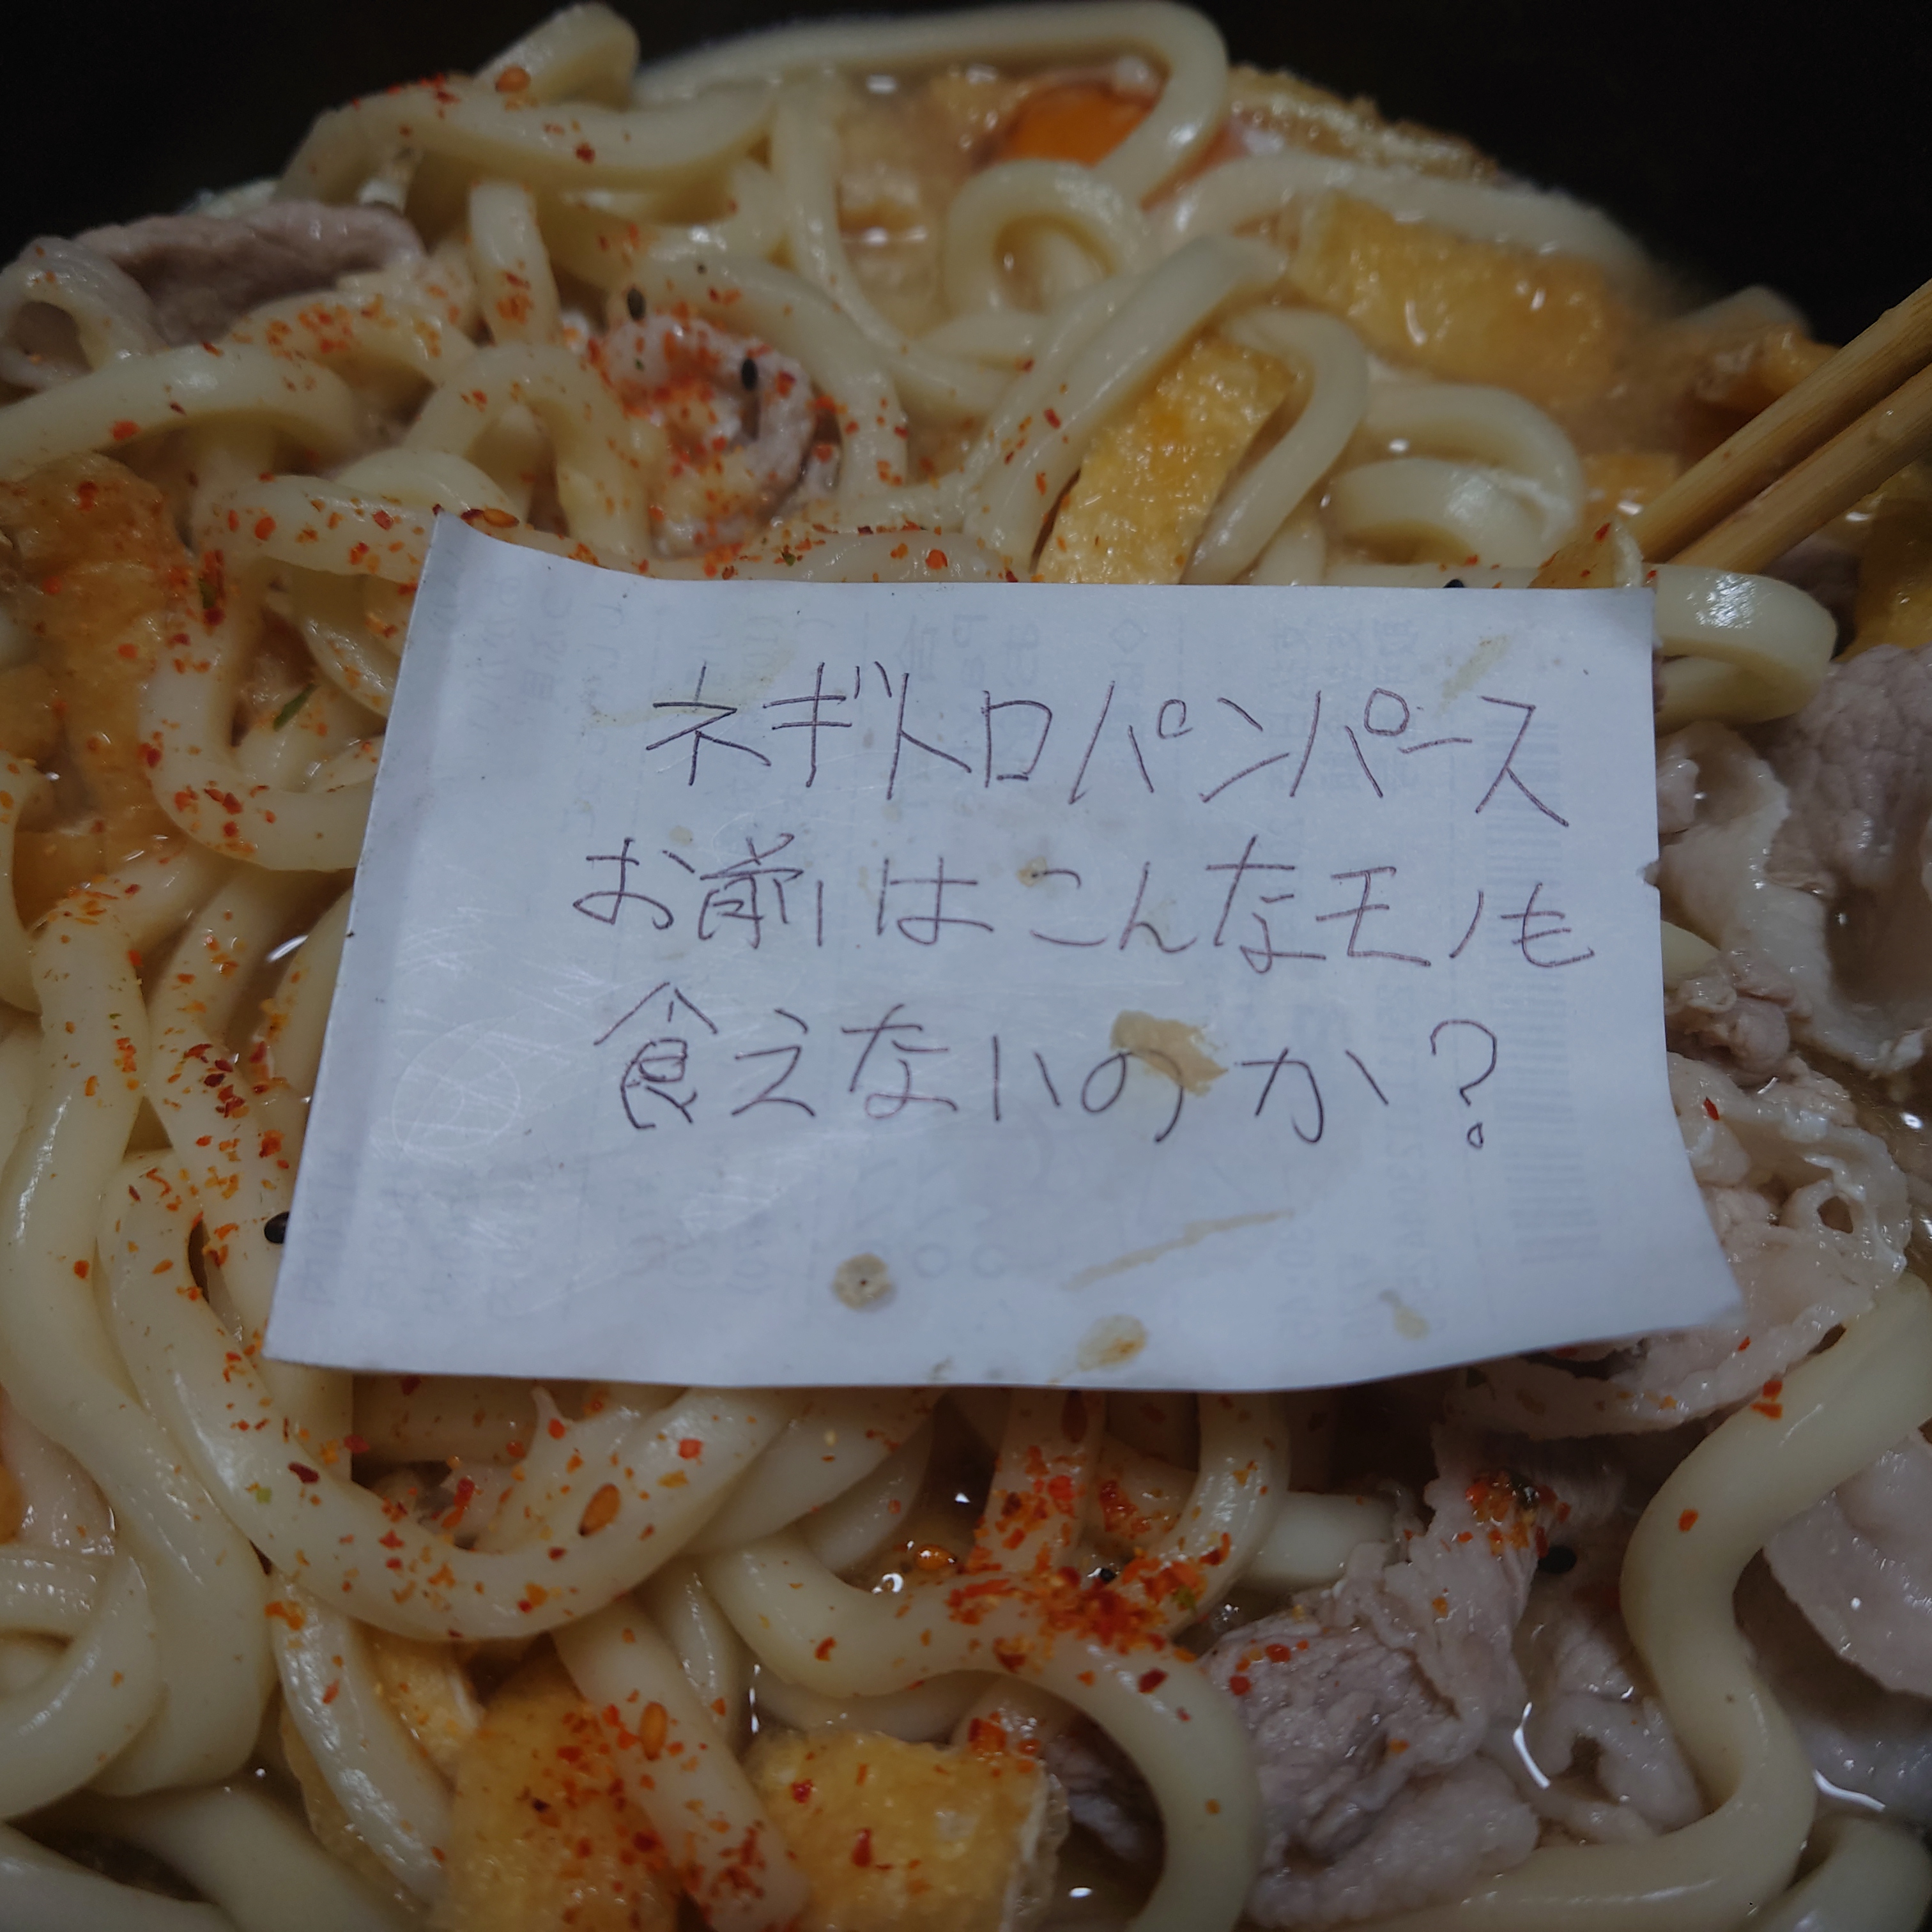 ネギトロパンパース
お前はこんなモノも
食えないのか?